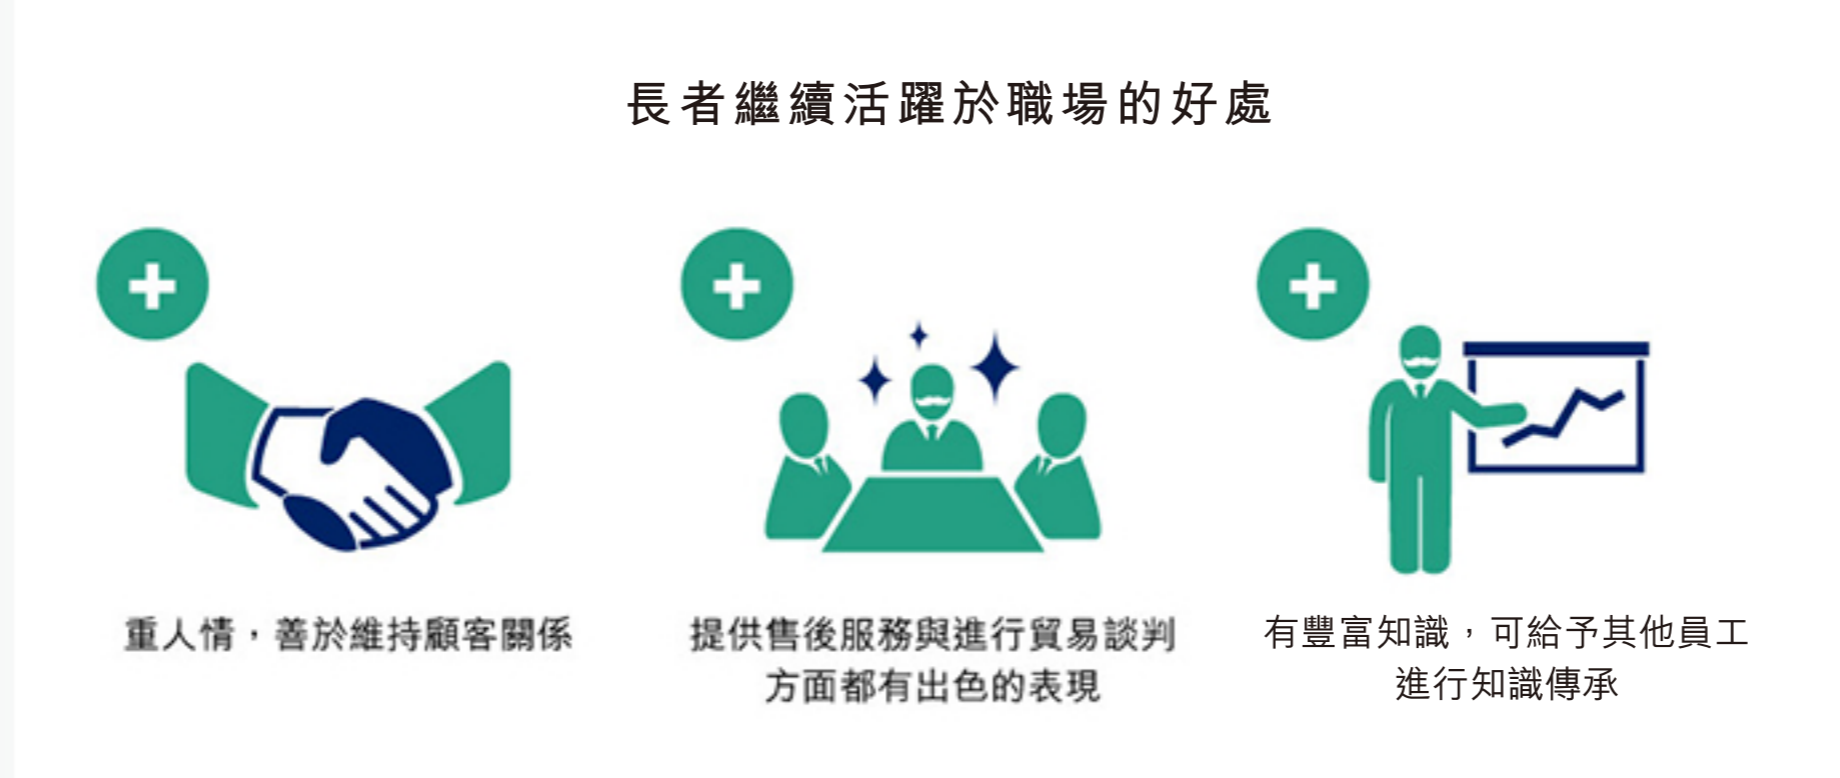 長者繼續活躍於職場的好處
重人情，善於維持顧客關係
提供售後服務與進行貿易談判
方面都有出色的表現
有豐富知識，可給予其他員工
進行知識傳承